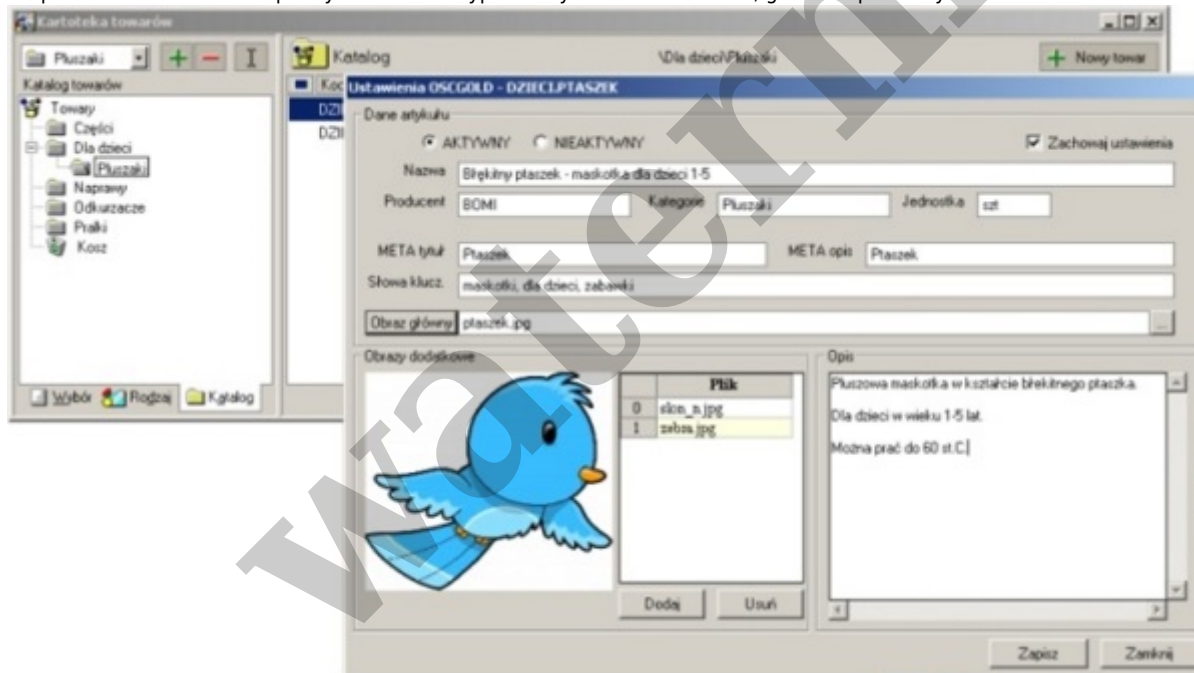 Kartoteka towarów
Pluszaki
Katalog
\Dla dzieci\Pluszaki
Nowy towar
Katalog towarów
Towary
Części
Dla dzieci
Pluszaki
Naprawy
Odkurzacze
Pralki
Kosz
Wybór
Rodzaj
Katalog
Ustawienia OSCGOLD - DZIECI.PTASZEK
Dane artykułu
AKTYWNY NIEAKTYWNY Zachowaj ustawienia
Nazwa Błękitny ptaszek - maskotka dla dzieci 1-5
Producent BOMI Kategorie Pluszaki Jednostka szt
META tytuł Ptaszek META opis Ptaszek
Słowa klucz. maskotki, dla dzieci, zabawki
Obraz główny ptaszek.jpg ...
Obrazy dodatkowe
Plik
0 slon_n.jpg
1 zebra.jpg
Dodaj Usuń
Opis
Pluszowa maskotka w kształcie błekitnego ptaszka.
Dla dzieci w wieku 1-5 lat.
Mozna prać do 60 st.C.
Zapisz Zamknij